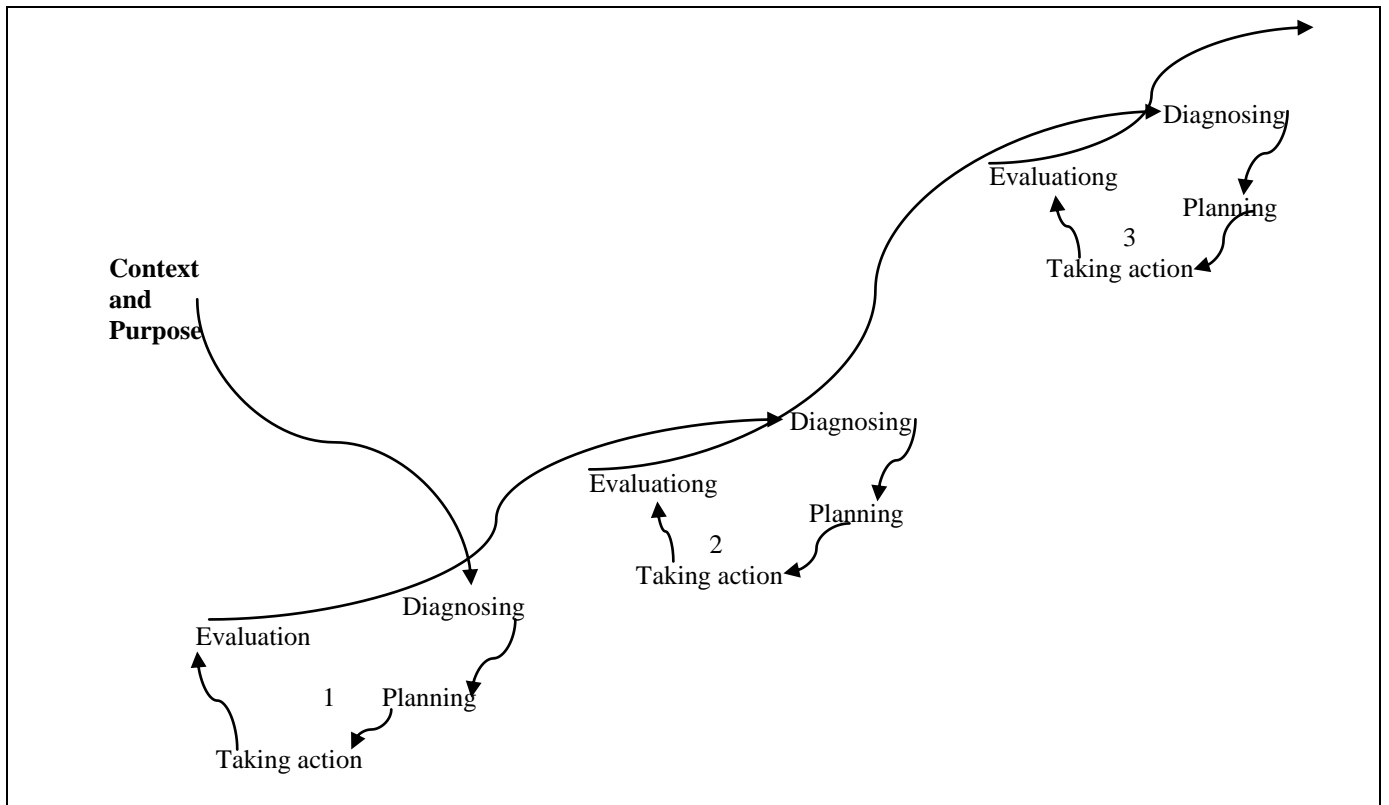 Diagnosing
Evaluationg
Planning
3
Taking action
Context
and
Purpose
Diagnosing
Evaluationg
Planning
2
Taking action
Diagnosing
Evaluation
1 Planning
Taking action